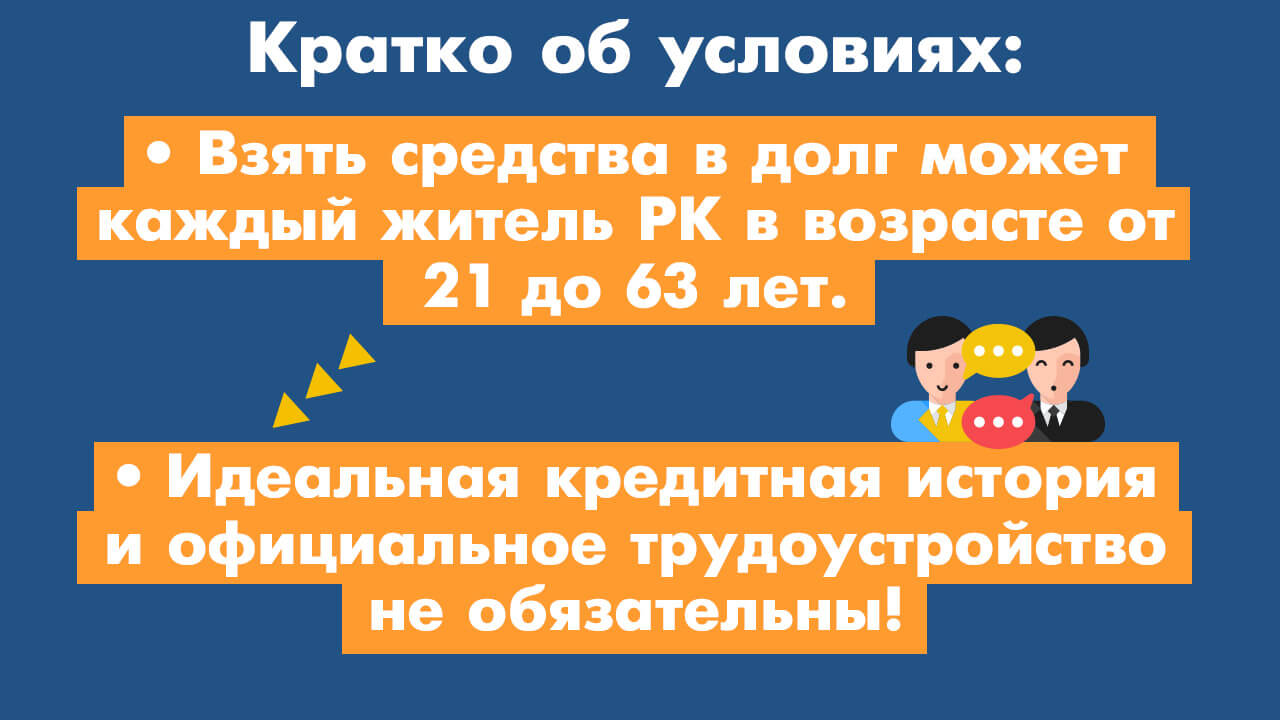 Кратко об условиях:
• Взять средства в долг может
каждый житель РК в возрасте от
21 до 63 лет.
• Идеальная кредитная история
и официальное трудоустройство
не обязательны!